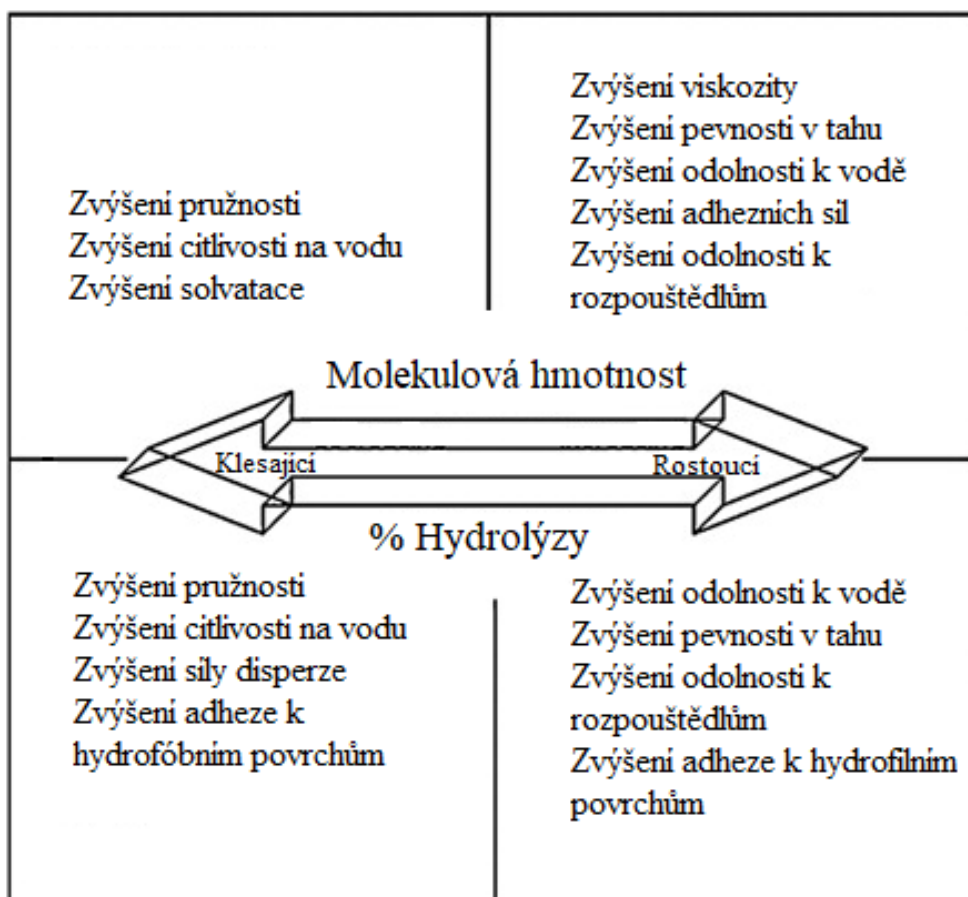 Zvýšení pružnosti
Zvýšení citlivosti na vodu
Zvýšení solvatace
Zvýšení viskozity
Zvýšení pevnosti v tahu
Zvýšení odolnosti k vodě
Zvýšení adhezních sil
Zvýšení odolnosti k
rozpouštědlům
Molekulová hmotnost
Klesající
Rostoucí
% Hydrolýzy
Zvýšení pružnosti
Zvýšení citlivosti na vodu
Zvýšení síly disperze
Zvýšení adheze k
hydrofóbním povrchům
Zvýšení odolnosti k vodě
Zvýšení pevnosti v tahu
Zvýšení odolnosti k
rozpouštědlům
Zvýšení adheze k hydrofilním
povrchům